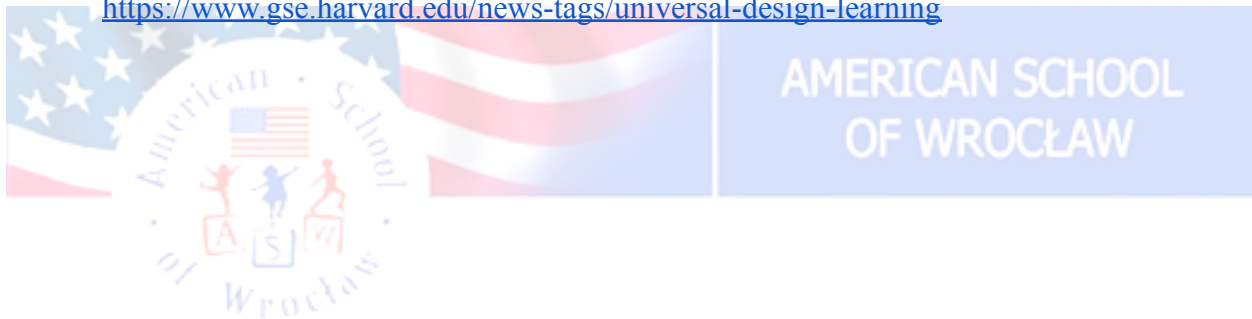 https://www.gse.harvard.edu/news-tags/universal-design-learning
AMERICAN SCHOOL
OF WROCŁAW
American · School · of Wrocław ·
A S W